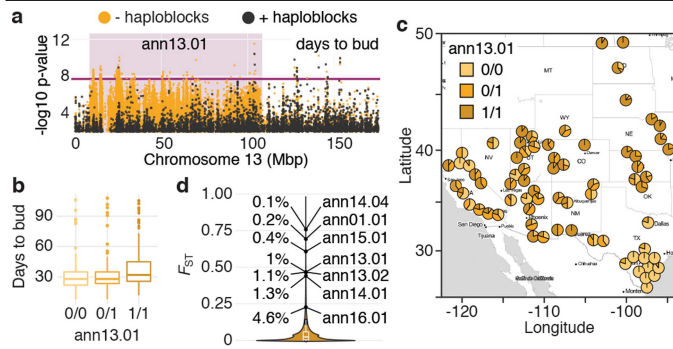 a
- haploblocks
+ haploblocks
ann13.01
days to bud
-log10 p-value
12
8
4
0
50
100
150
Chromosome 13 (Mbp)
b
Days to bud
90
60
30
0/0
0/1
1/1
ann13.01
d
FST
1.00
0.75
0.50
0.25
0
0.1%
0.2%
0.4%
1%
1.1%
1.3%
4.6%
ann14.04
ann01.01
ann15.01
ann13.01
ann13.02
ann14.01
ann16.01
c
ann13.01
0/0
0/1
1/1
Latitude
50
40
30
MT
WY
NE
NV
UT
CO
OK
NM
TX
Denver
Albuquerque
Phoenix
San Diego
Tijuana
Dallas
Chihuahua
-120
-110
-100
Longitude